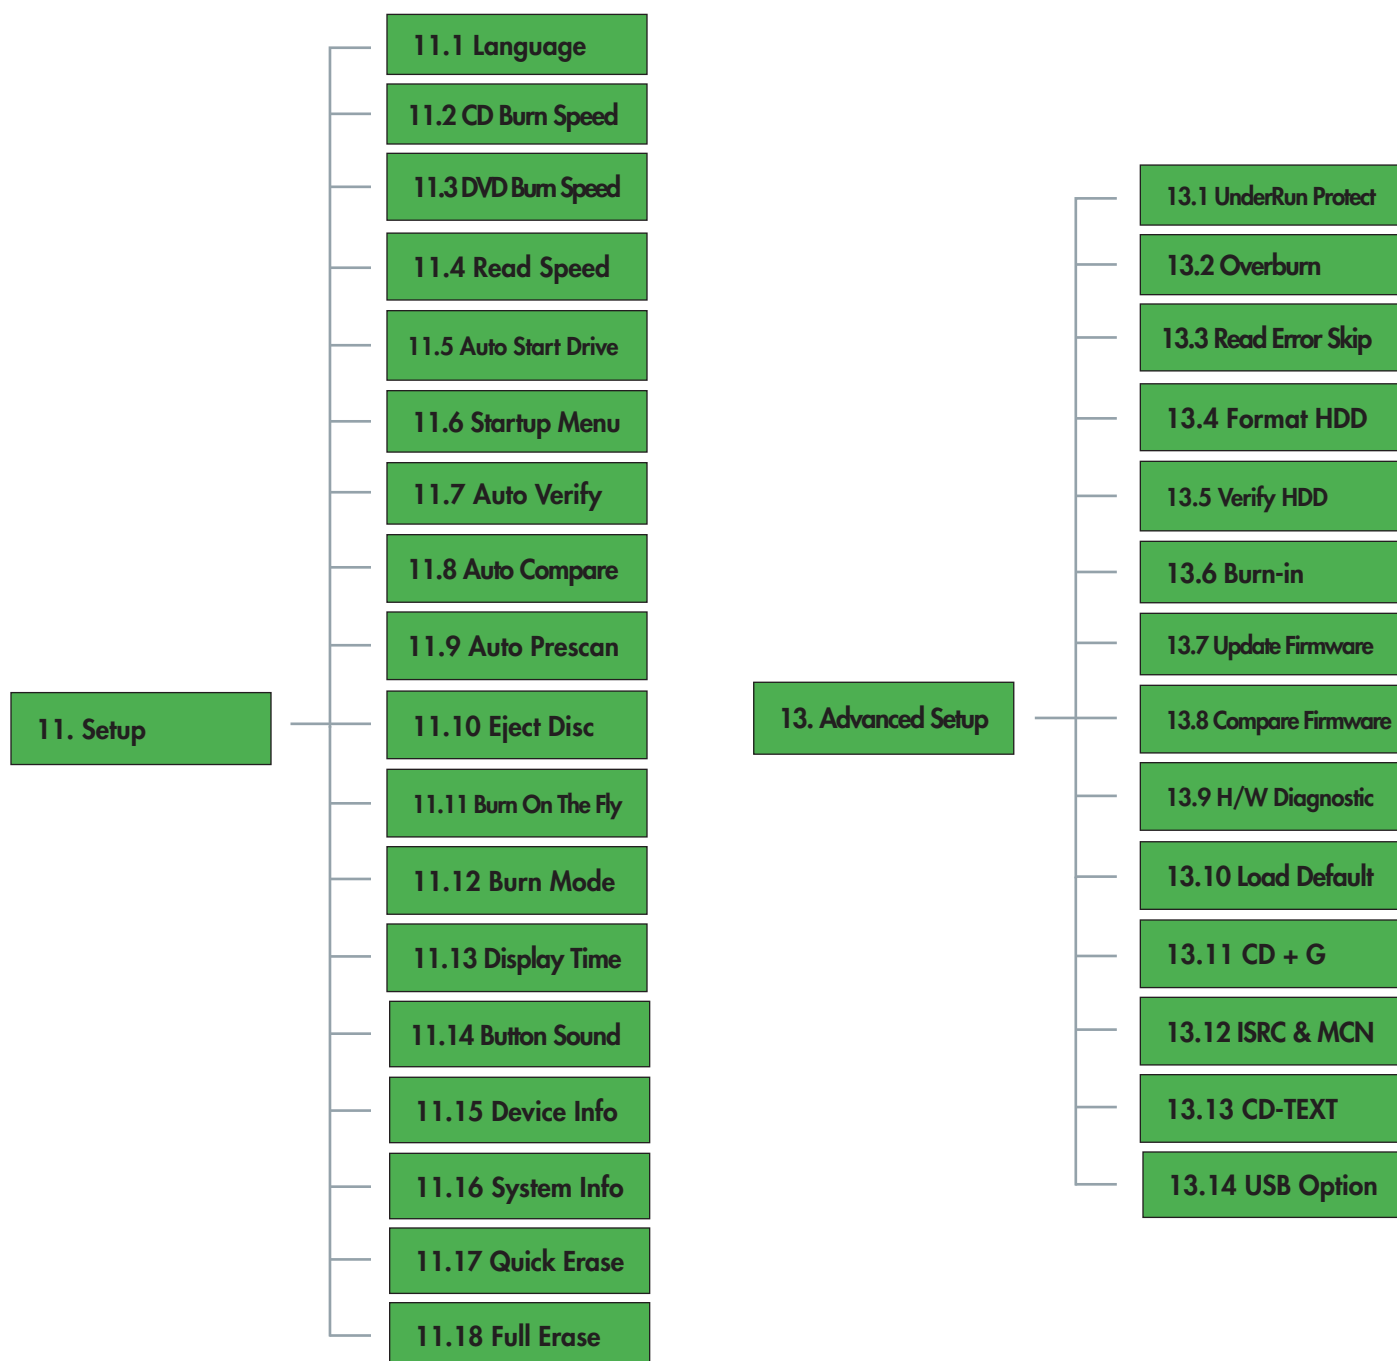 11. Setup
11.1 Language
11.2 CD Burn Speed
11.3 DVD Burn Speed
11.4 Read Speed
11.5 Auto Start Drive
11.6 Startup Menu
11.7 Auto Verify
11.8 Auto Compare
11.9 Auto Prescan
11.10 Eject Disc
11.11 Burn On The Fly
11.12 Burn Mode
11.13 Display Time
11.14 Button Sound
11.15 Device Info
11.16 System Info
11.17 Quick Erase
11.18 Full Erase
13. Advanced Setup
13.1 UnderRun Protect
13.2 Overburn
13.3 Read Error Skip
13.4 Format HDD
13.5 Verify HDD
13.6 Burn-in
13.7 Update Firmware
13.8 Compare Firmware
13.9 H/W Diagnostic
13.10 Load Default
13.11 CD + G
13.12 ISRC & MCN
13.13 CD-TEXT
13.14 USB Option